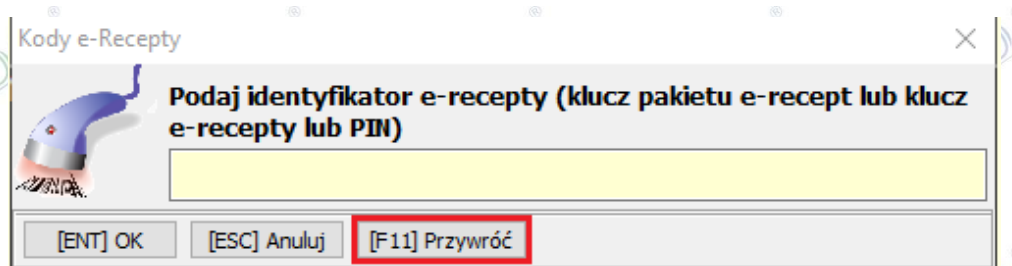 Kody e-Recepty
Podaj identyfikator e-recepty (klucz pakietu e-recept lub klucz
e-recepty lub PIN)
[ENT] OK
[ESC] Anuluj
[F11] Przywróć